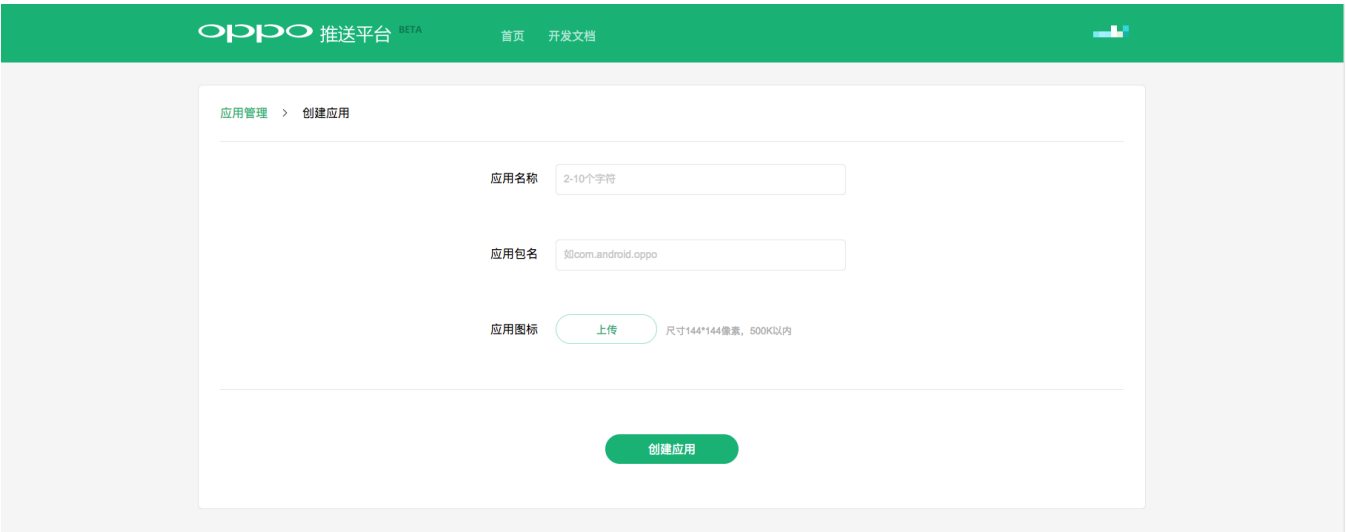 oppo 推送平台 BETA 首页 开发文档
应用管理 > 创建应用
应用名称 2-10个字符
应用包名 如com.android.oppo
应用图标 上传 尺寸144*144像素，500K以内
创建应用